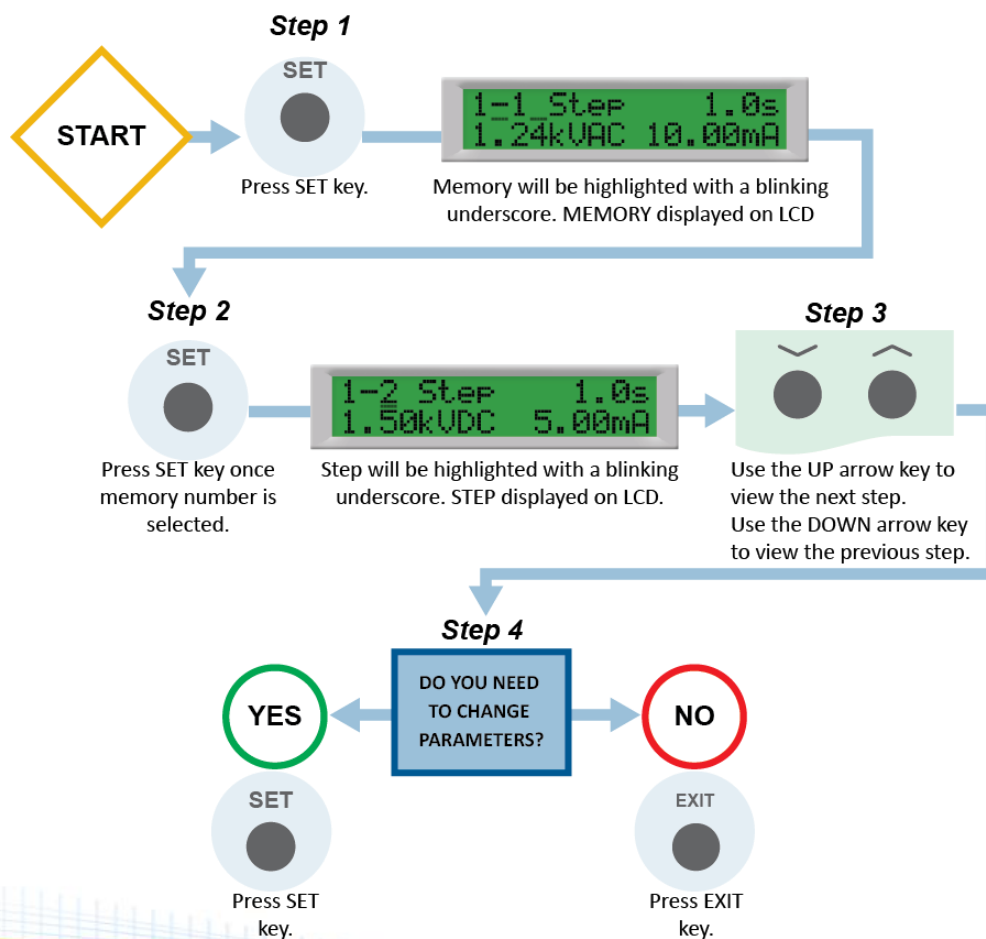 Step 1
SET
START
1-1_Step 1.0s
1.24kVAC 10.00mA
Press SET key.
Memory will be highlighted with a blinking
underscore. MEMORY displayed on LCD
Step 2
SET
1-2 Step 1.0s
1.50kVDC 5.00mA
Press SET key once
memory number is
selected.
Step will be highlighted with a blinking
underscore. STEP displayed on LCD.
Step 3
Use the UP arrow key to
view the next step.
Use the DOWN arrow key
to view the previous step.
Step 4
DO YOU NEED
TO CHANGE
PARAMETERS?
YES
SET
Press SET
key.
NO
EXIT
Press EXIT
key.